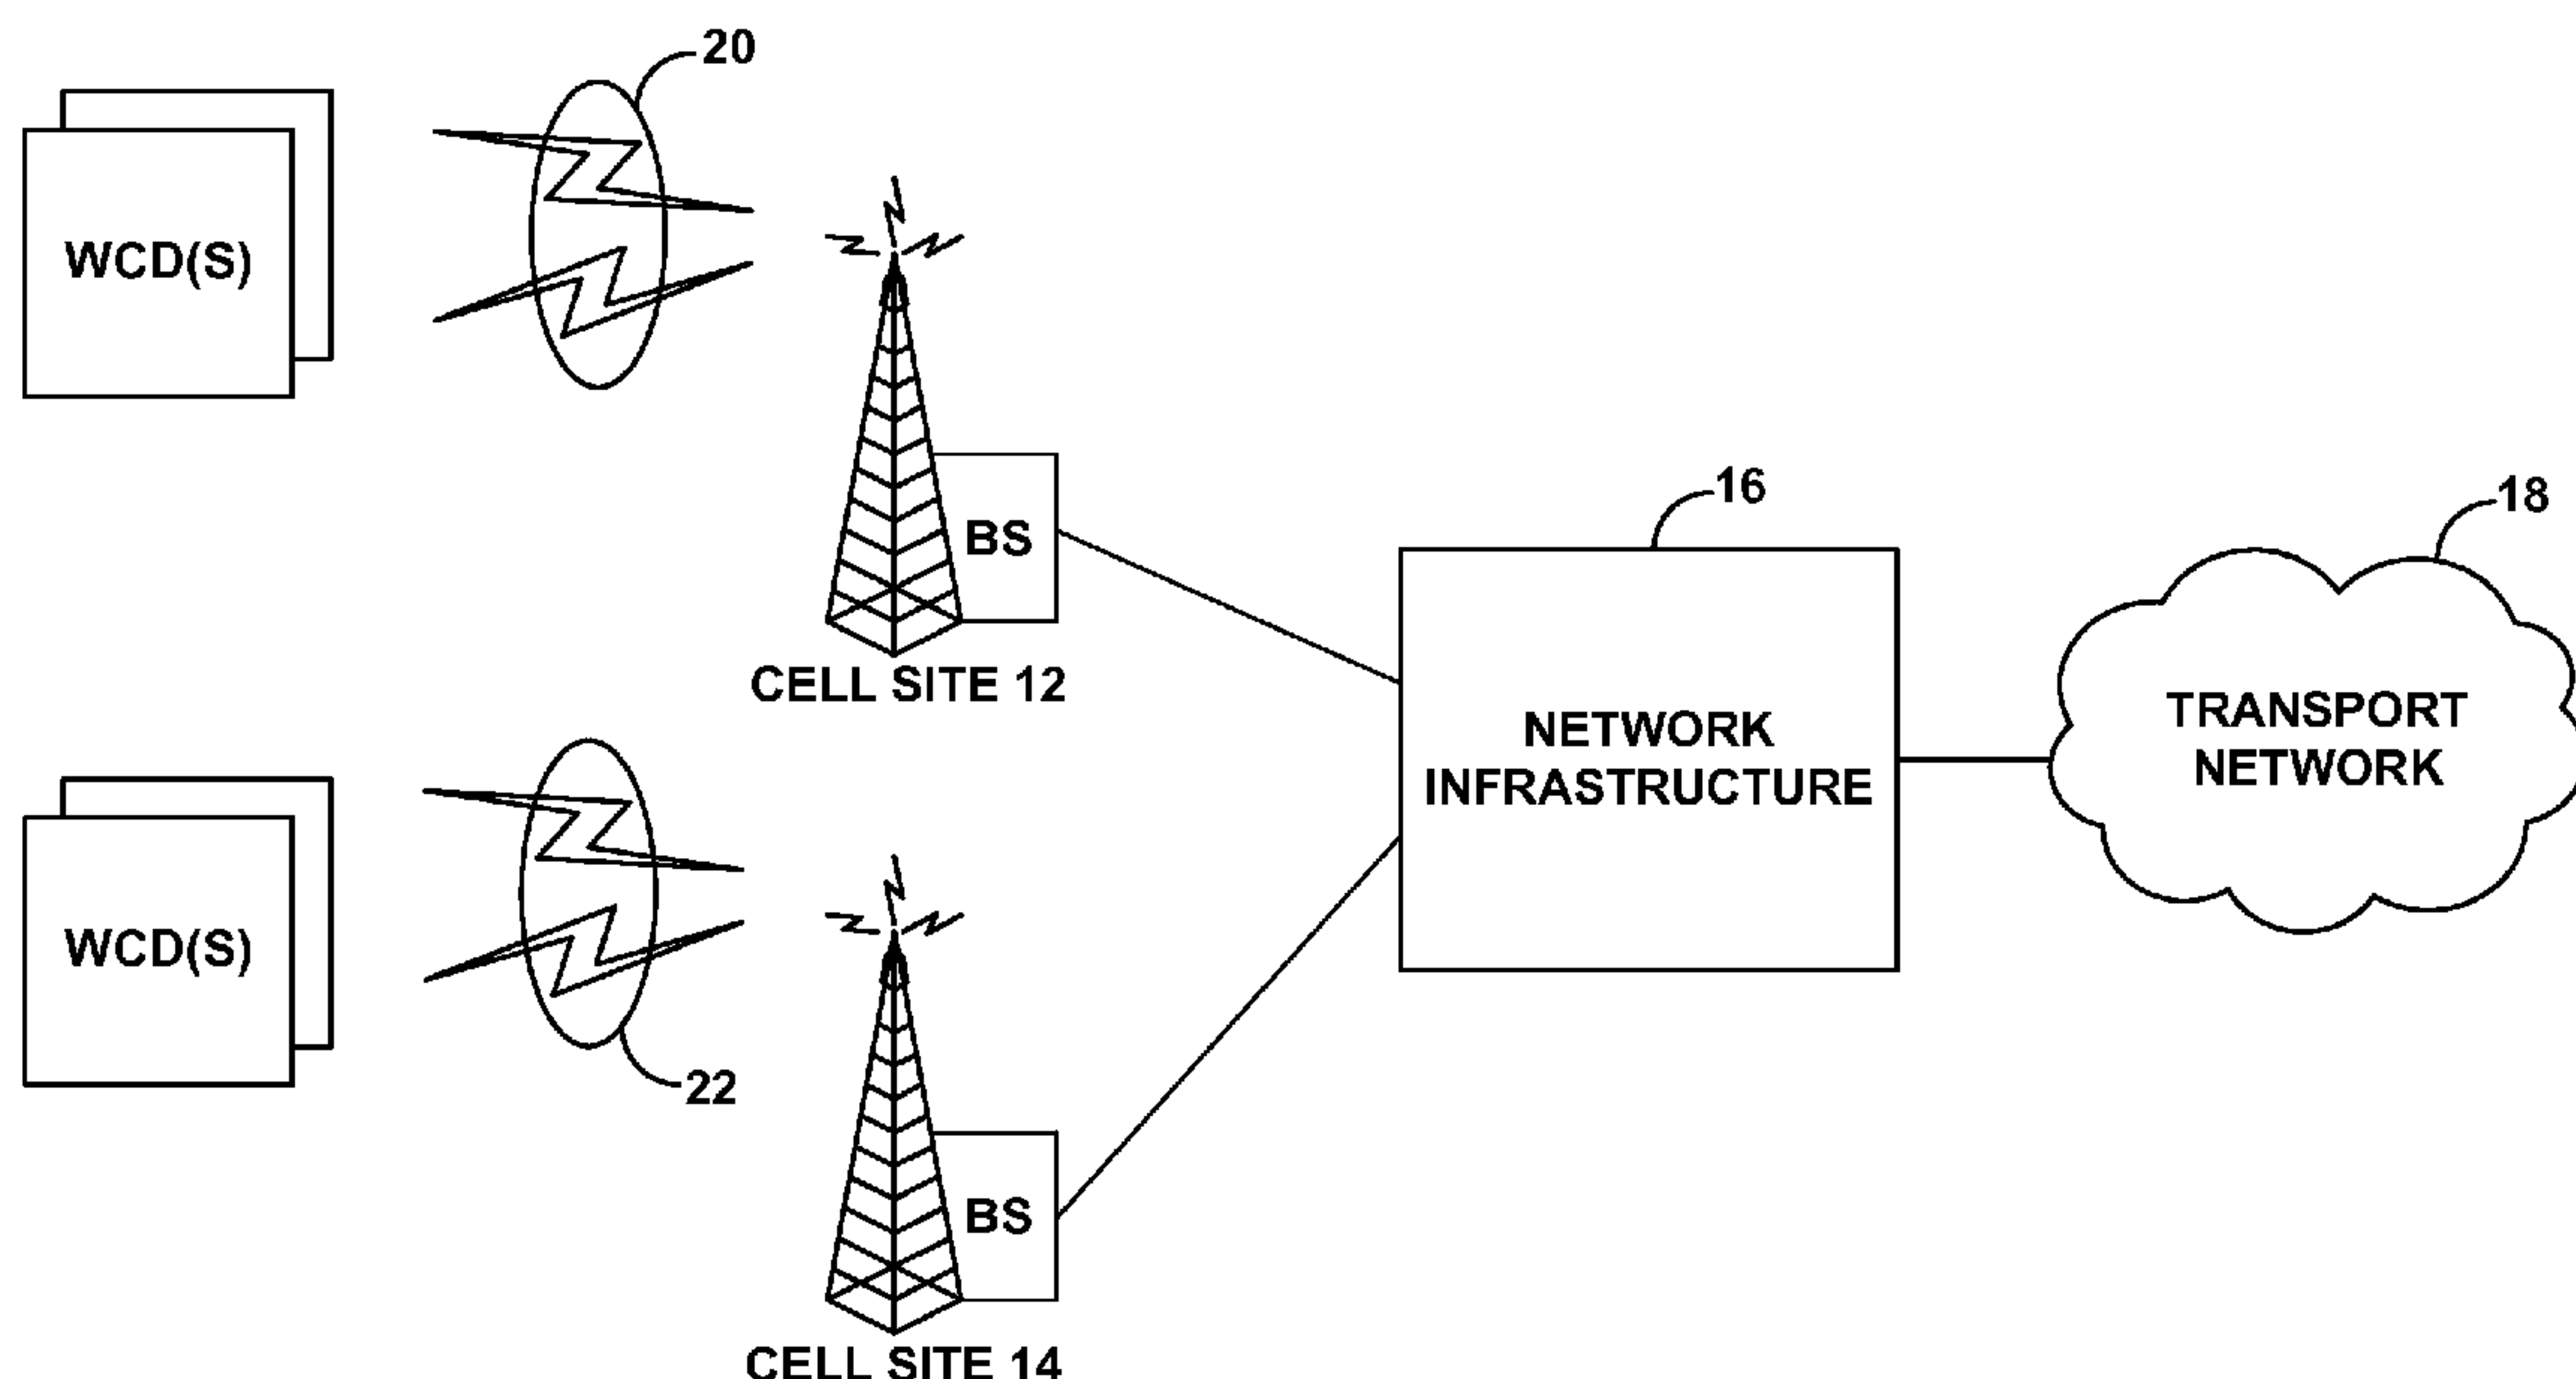 20
WCD(S)
BS
CELL SITE 12
16
NETWORK
INFRASTRUCTURE
18
TRANSPORT
NETWORK
WCD(S)
22
BS
CELL SITE 14